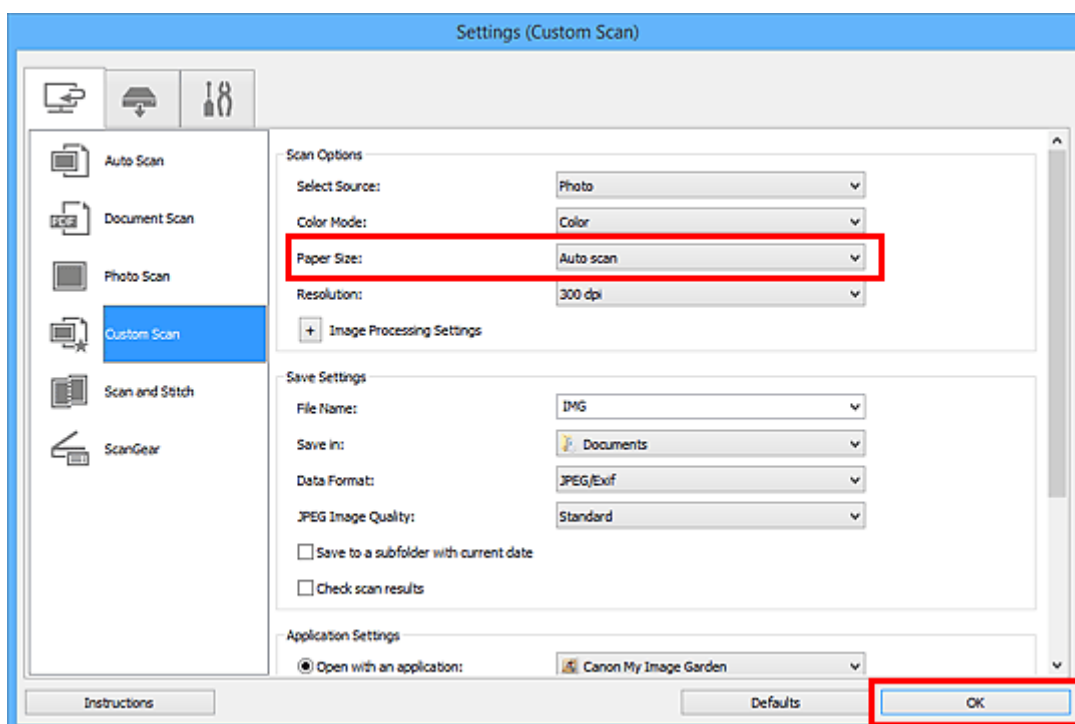 Settings (Custom Scan)
Auto Scan
PDF
Document Scan
Photo Scan
Custom Scan
Scan and Stitch
ScanGear
Scan Options
Select Source: Photo
Color Mode: Color
Paper Size: Auto scan
Resolution: 300 dpi
+ Image Processing Settings
Save Settings
File Name: IMG
Save in: Documents
Data Format: JPEG/Exif
JPEG Image Quality: Standard
Save to a subfolder with current date
Check scan results
Application Settings
Open with an application: Canon My Image Garden
Instructions Defaults OK